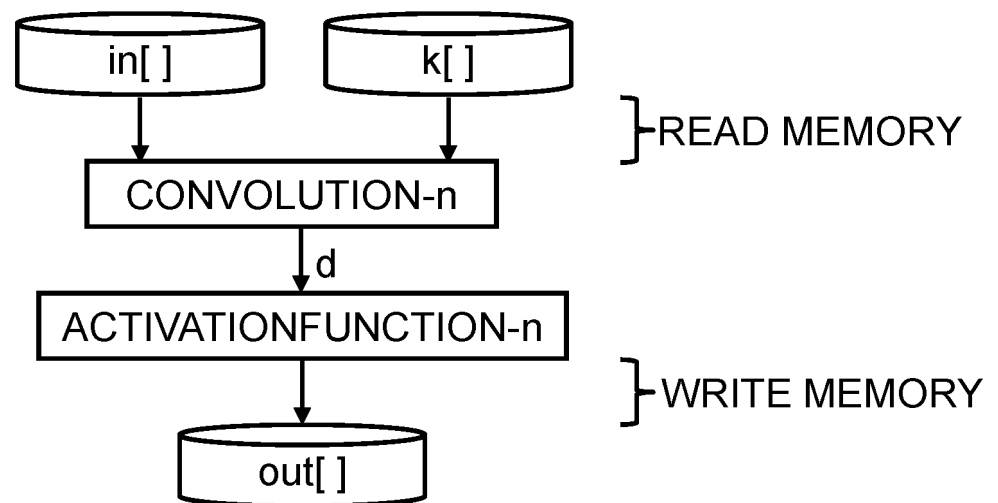 in[ ]
k[ ]
READ MEMORY
CONVOLUTION-n
d
ACTIVATIONFUNCTION-n
WRITE MEMORY
out[ ]